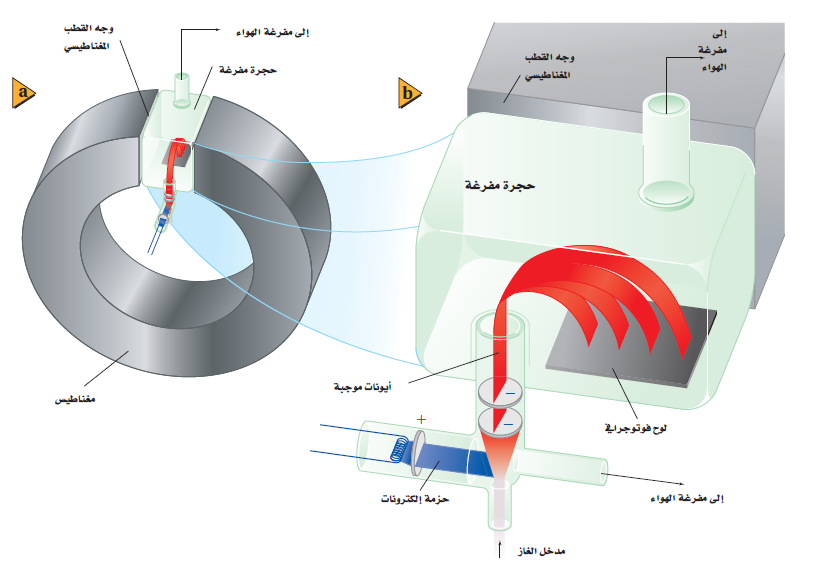 a
وجه القطب
المغناطيسي
إلى مفرغة الهواء
حجرة مفرغة
مغناطيس
b
وجه القطب
المغناطيسي
إلى
مفرغة
الهواء
حجرة مفرغة
أيونات موجبة
−
−
+
لوح فوتوجرافي
حزمة إلكترونات
إلى مفرغة الهواء
مدخل الغاز